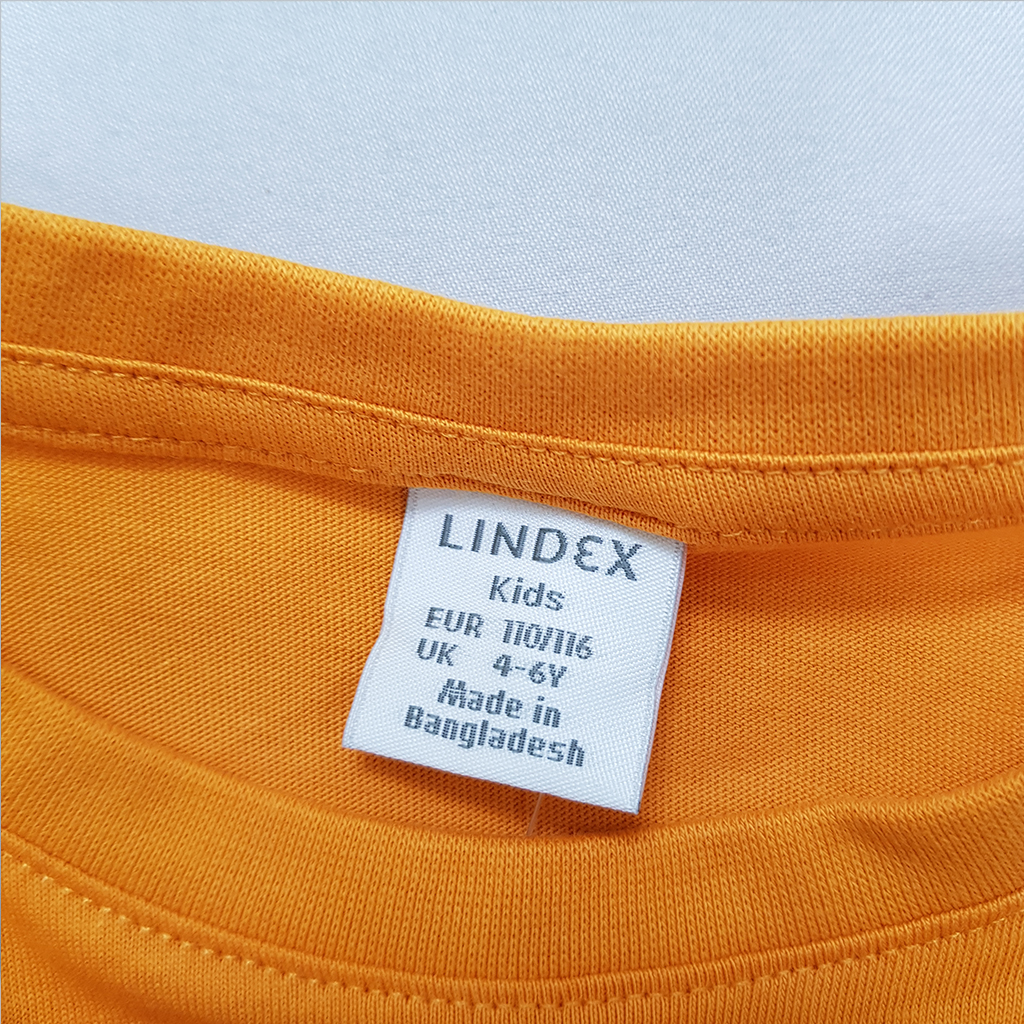 LINDEX
Kids
EUR 110/116
UK 4-6Y
Made in
Bangladesh